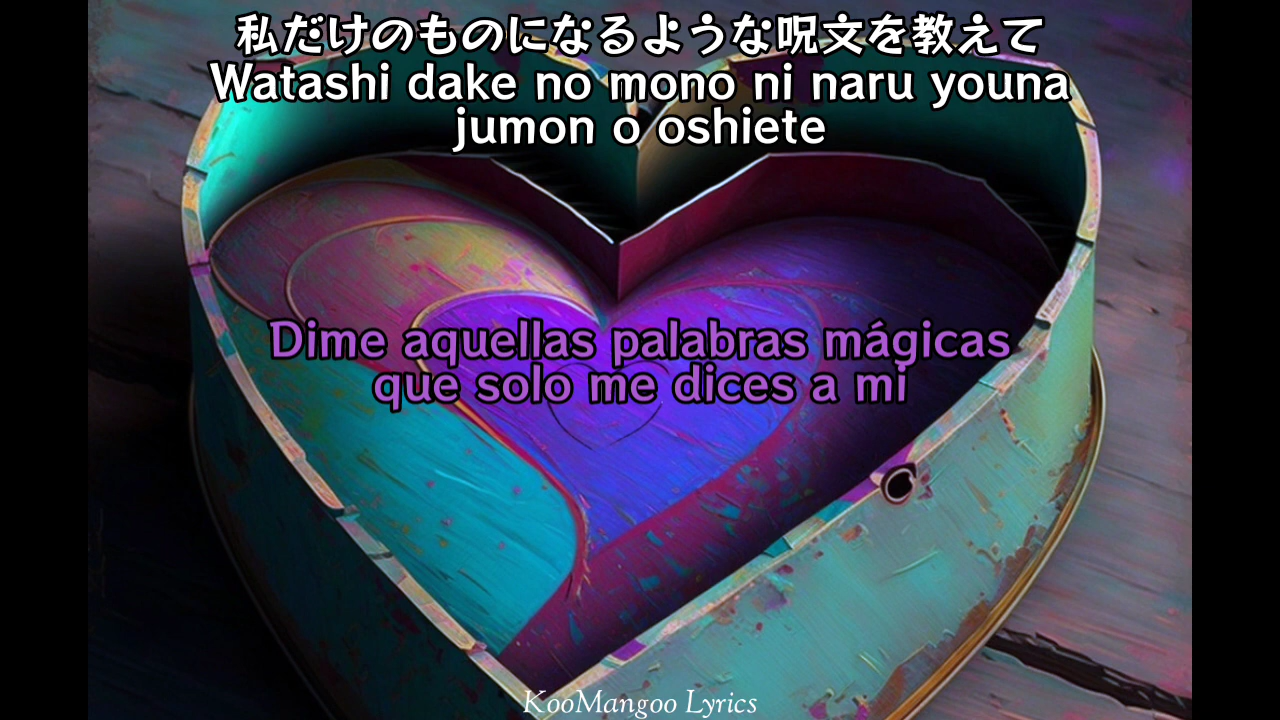 私だけのものになるような呪文を教えて
Watashi dake no mono ni naru youna
jumon o oshiete
Dime aquellas palabras mágicas
que solo me dices a mi
KooMangoo Lyrics